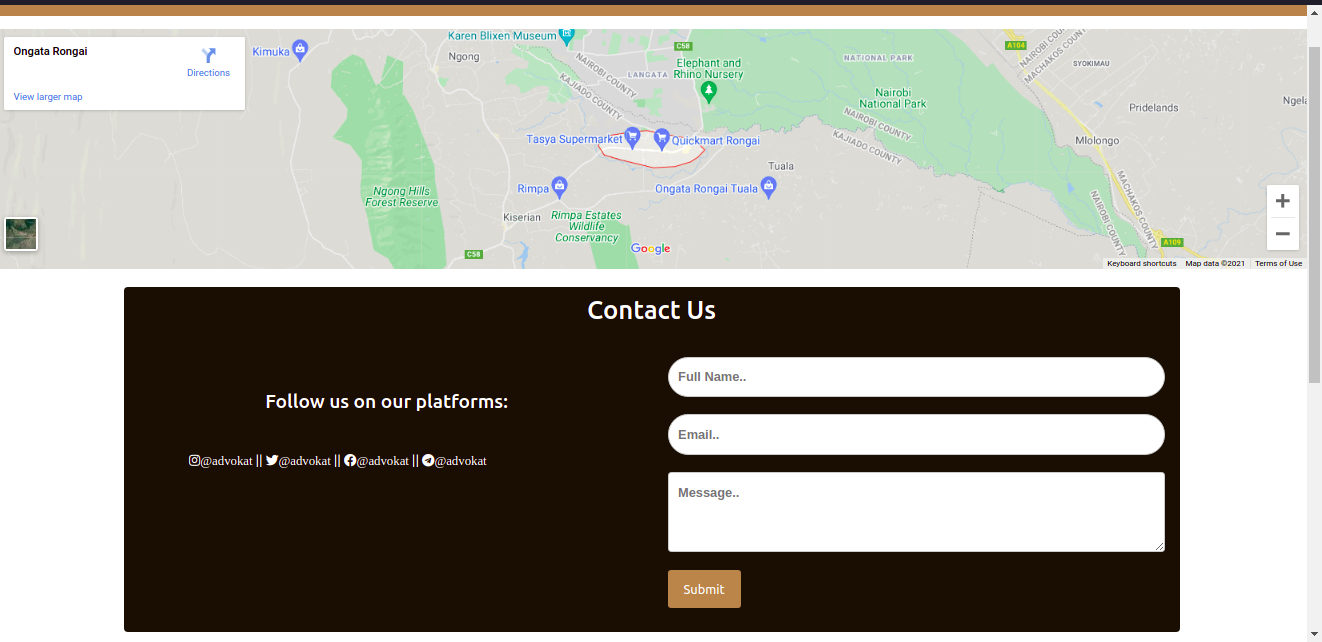 Ongata Rongai
Directions
View larger map
Kimuka
Karen Blixen Museum
Ngong
C58
NAIROBI COUNTY
KAJIADO COUNTY
LANGATA
Elephant and
Rhino Nursery
NATIONAL PARK
Nairobi
National Park
A104
NAIROBI COU
MACHAKOS COUNTY
SYOKIMAU
Pridelands
Ngela
Mlolongo
NAIROBI COUNTY
KAJIADO COUNTY
Tasya Supermarket
Quickmart Rongai
Tuala
Ngong Hills
Forest Reserve
Rimpa
Ongata Rongai Tuala
Kiserian
Rimpa Estates
Wildlife
Conservancy
MACHAKOS COUNTY
NAIROBI COUNTY
C58
Google
A109
Keyboard shortcuts
Map data ©2021
Terms of Use
Contact Us
Follow us on our platforms:
@advokat || @advokat || @advokat || @advokat
Full Name..
Email..
Message..
Submit